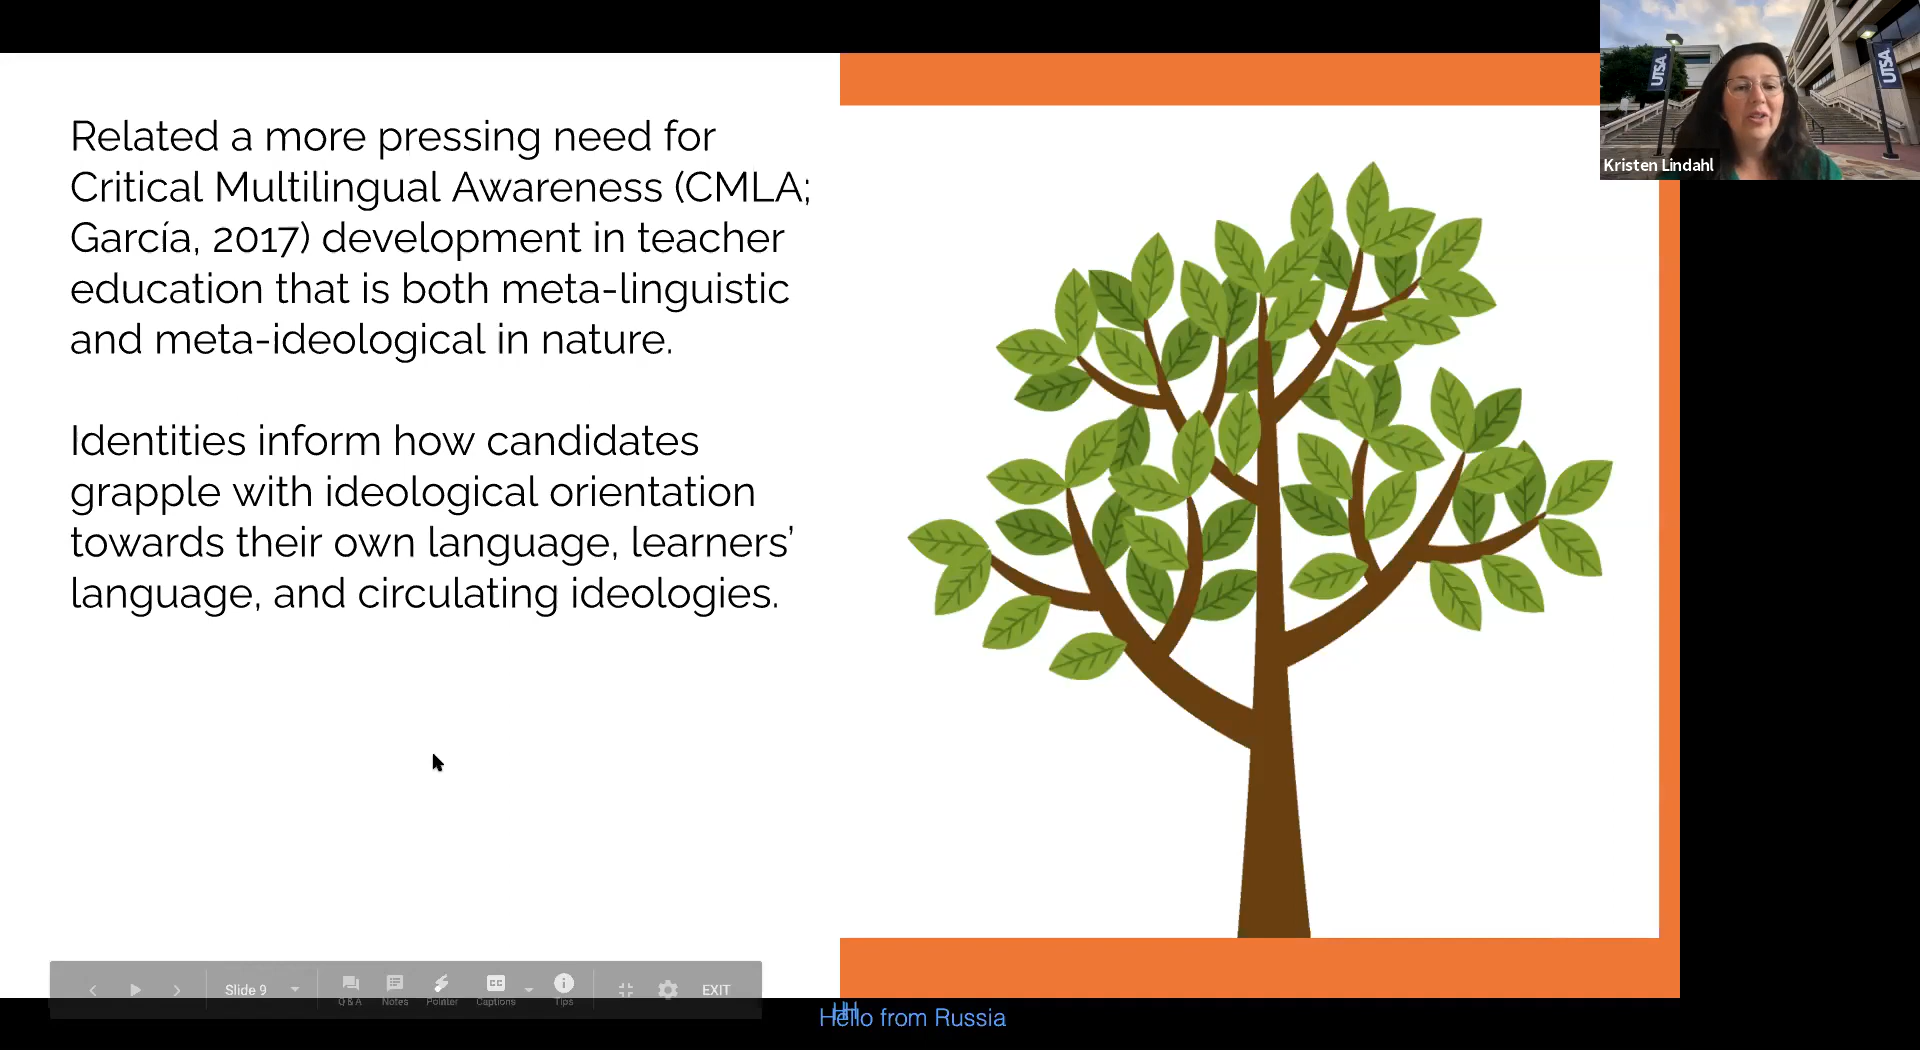 Related a more pressing need for
Critical Multilingual Awareness (CMLA;
García, 2017) development in teacher
education that is both meta-linguistic
and meta-ideological in nature.
Identities inform how candidates
grapple with ideological orientation
towards their own language, learners’
language, and circulating ideologies.
UTSA
UTSA
Kristen Lindahl
Slide 9
Q & A
Notes
Pointer
Captions
Tips
EXIT
Hello from Russia